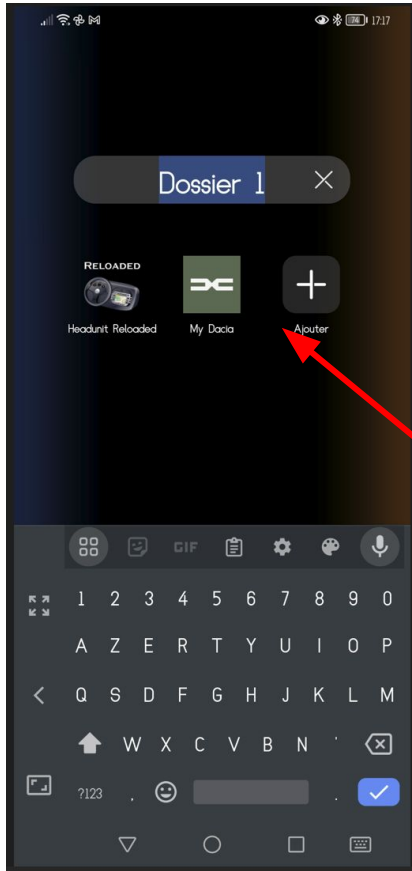 74 17:17
Dossier 1
RELOADED
Headunit Reloaded My Dacia Ajouter
GIF
1 2 3 4 5 6 7 8 9 0
A Z E R T Y U I O P
Q S D F G H J K L M
W X C V B N '
?123 , .